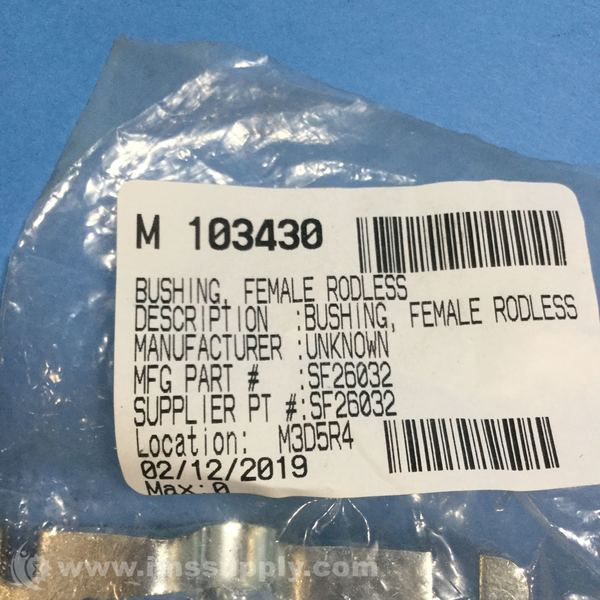 M 103430
BUSHING, FEMALE RODLESS
DESCRIPTION :BUSHING, FEMALE RODLESS
MANUFACTURER :UNKNOWN
MFG PART # :SF26032
SUPPLIER PT #:SF26032
Location: M3D5R4
02/12/2019
Max:0
www.imssupply.com